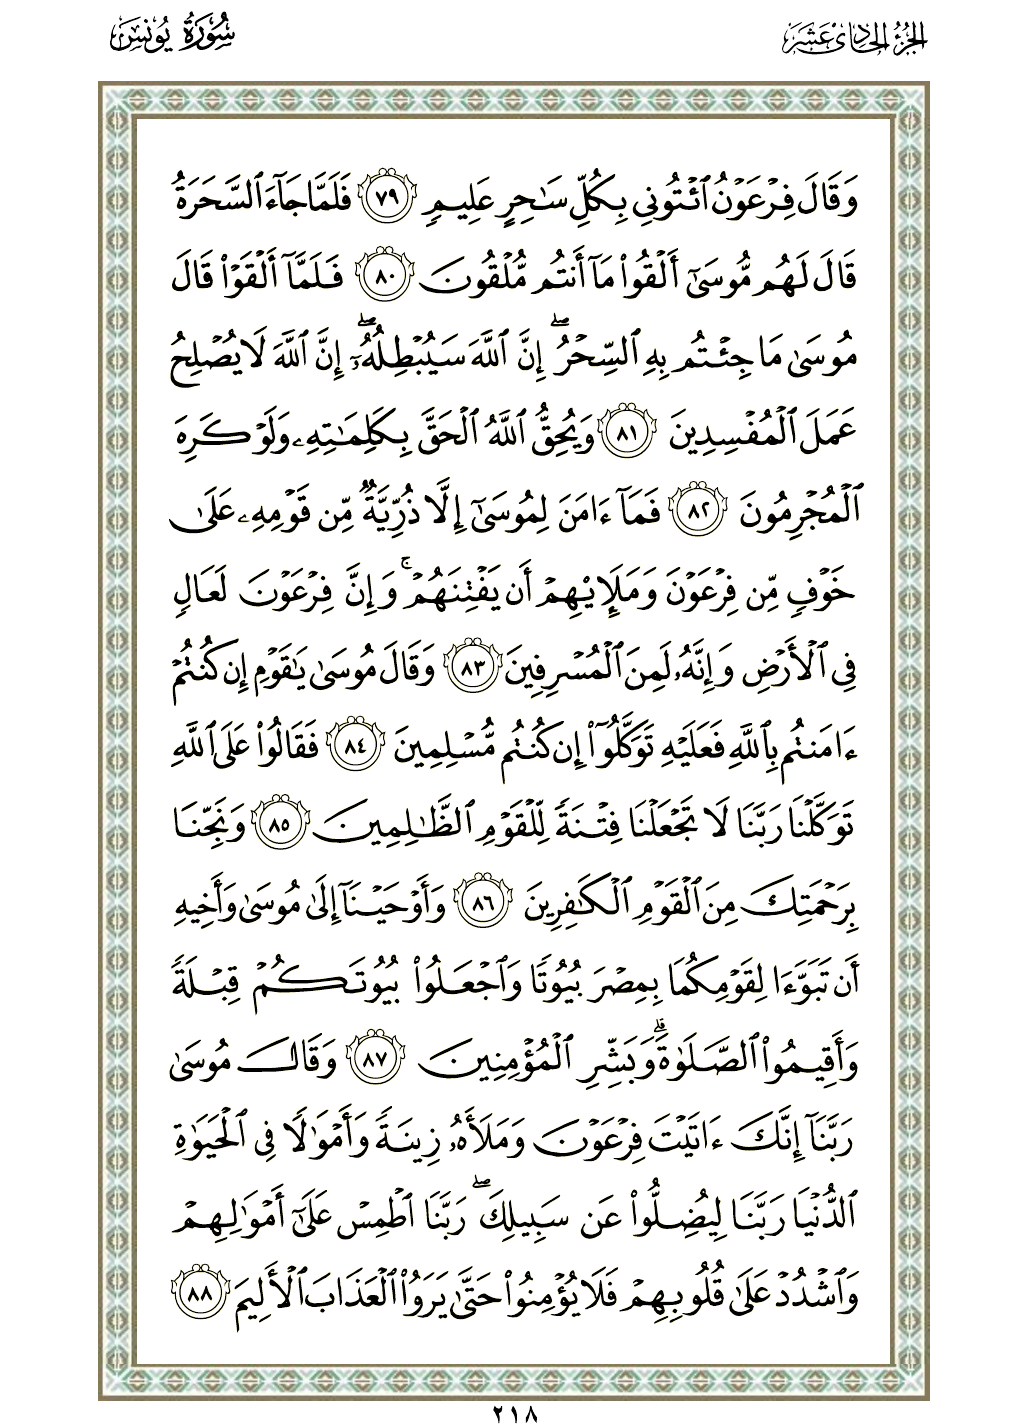 الجزء الحادي عشر
سورة يونس
وَقَالَ فِرْعَوْنُ ٱئْتُونِي بِكُلِّ سَٰحِرٍ عَلِيمٖ ٧٩ فَلَمَّا جَآءَ ٱلسَّحَرَةُ
قَالَ لَهُم مُّوسَىٰٓ أَلْقُواْ مَآ أَنتُم مُّلْقُونَ ٨٠ فَلَمَّآ أَلْقَوْاْ قَالَ
مُوسَىٰ مَا جِئْتُم بِهِ ٱلسِّحْرُۖ إِنَّ ٱللَّهَ سَيُبْطِلُهُۥٓۖ إِنَّ ٱللَّهَ لَا يُصْلِحُ
عَمَلَ ٱلْمُفْسِدِينَ ٨١ وَيُحِقُّ ٱللَّهُ ٱلْحَقَّ بِكَلِمَٰتِهِۦ وَلَوْ كَرِهَ
ٱلْمُجْرِمُونَ ٨٢ فَمَآ ءَامَنَ لِمُوسَىٰٓ إِلَّا ذُرِّيَّةٞ مِّن قَوْمِهِۦ عَلَىٰ
خَوْفٖ مِّن فِرْعَوْنَ وَمَلَإِيْهِمْ أَن يَفْتِنَهُمْۚ وَإِنَّ فِرْعَوْنَ لَعَالٖ
فِي ٱلْأَرْضِ وَإِنَّهُۥ لَمِنَ ٱلْمُسْرِفِينَ ٨٣ وَقَالَ مُوسَىٰ يَٰقَوْمِ إِن كُنتُمْ
ءَامَنتُم بِٱللَّهِ فَعَلَيْهِ تَوَكَّلُوٓاْ إِن كُنتُم مُّسْلِمِينَ ٨٤ فَقَالُواْ عَلَى ٱللَّهِ
تَوَكَّلْنَا رَبَّنَا لَا تَجْعَلْنَا فِتْنَةٗ لِّلْقَوْمِ ٱلظَّٰلِمِينَ ٨٥ وَنَجِّنَا
بِرَحْمَتِكَ مِنَ ٱلْقَوْمِ ٱلْكَٰفِرِينَ ٨٦ وَأَوْحَيْنَآ إِلَىٰ مُوسَىٰ وَأَخِيهِ
أَن تَبَوَّءَا لِقَوْمِكُمَا بِمِصْرَ بُيُوتٗا وَٱجْعَلُواْ بُيُوتَكُمْ قِبْلَةٗ
وَأَقِيمُواْ ٱلصَّلَوٰةَۗ وَبَشِّرِ ٱلْمُؤْمِنِينَ ٨٧ وَقَالَ مُوسَىٰ
رَبَّنَآ إِنَّكَ ءَاتَيْتَ فِرْعَوْنَ وَمَلَأَهُۥ زِينَةٗ وَأَمْوَٰلٗا فِي ٱلْحَيَوٰةِ
ٱلدُّنْيَا رَبَّنَا لِيُضِلُّواْ عَن سَبِيلِكَۖ رَبَّنَا ٱطْمِسْ عَلَىٰٓ أَمْوَٰلِهِمْ
وَٱشْدُدْ عَلَىٰ قُلُوبِهِمْ فَلَا يُؤْمِنُواْ حَتَّىٰ يَرَوُاْ ٱلْعَذَابَ ٱلْأَلِيمَ ٨٨
٢١٨